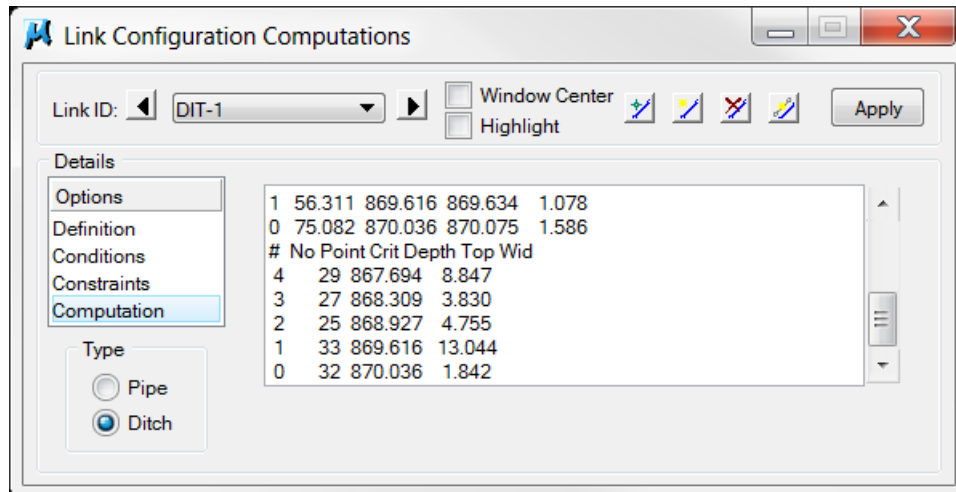 Link Configuration Computations
Link ID: DIT-1 Window Center Apply
Highlight
Details
Options
Definition
Conditions
Constraints
Computation
1 56.311 869.616 869.634 1.078
0 75.082 870.036 870.075 1.586
# No Point Crit Depth Top Wid
4 29 867.694 8.847
3 27 868.309 3.830
2 25 868.927 4.755
1 33 869.616 13.044
0 32 870.036 1.842
Type
Pipe
Ditch